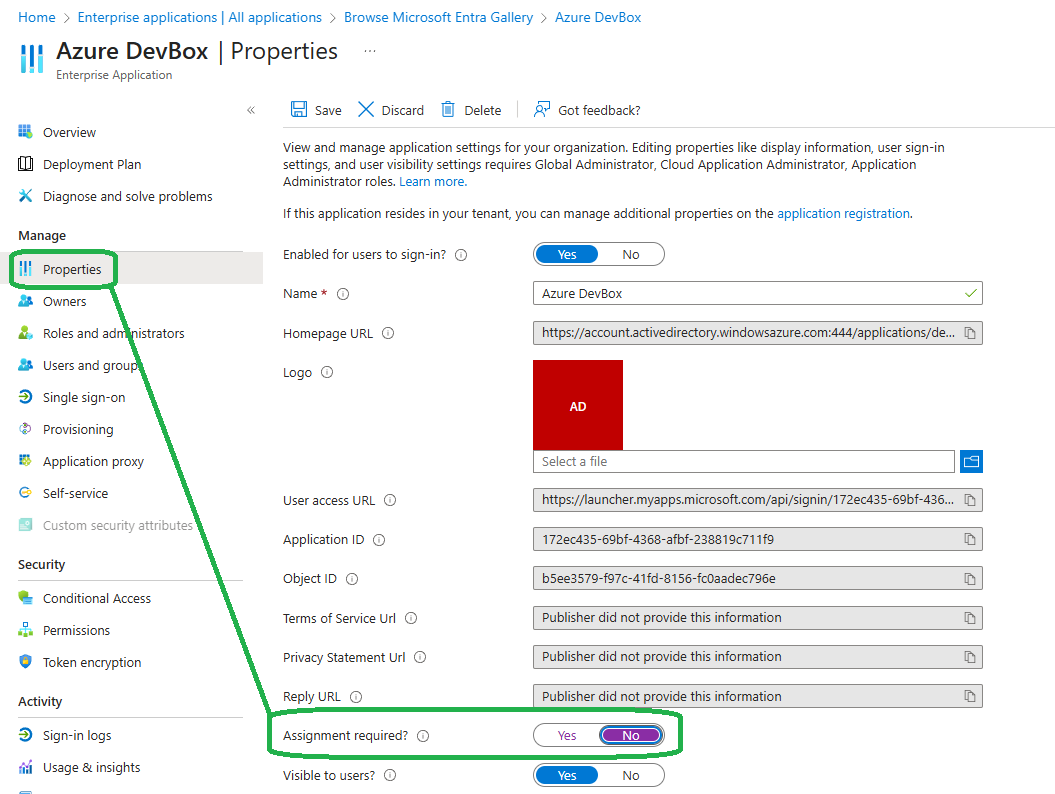 Home > Enterprise applications | All applications > Browse Microsoft Entra Gallery > Azure DevBox
Azure DevBox | Properties ...
Enterprise Application
«
Save Discard Delete Got feedback?
Overview
Deployment Plan
Diagnose and solve problems
Manage
Properties
Owners
Roles and administrators
Users and groups
Single sign-on
Provisioning
Application proxy
Self-service
Custom security attributes
Security
Conditional Access
Permissions
Token encryption
Activity
Sign-in logs
Usage & insights
View and manage application settings for your organization. Editing properties like display information, user sign-in
settings, and user visibility settings requires Global Administrator, Cloud Application Administrator, Application
Administrator roles. Learn more.
If this application resides in your tenant, you can manage additional properties on the application registration.
Enabled for users to sign-in? Yes No
Name * Azure DevBox
Homepage URL https://account.activedirectory.windowsazure.com:444/applications/de...
Logo
AD
Select a file
User access URL https://launcher.myapps.microsoft.com/api/signin/172ec435-69bf-436...
Application ID 172ec435-69bf-4368-afbf-238819c711f9
Object ID b5ee3579-f97c-41fd-8156-fc0aadec796e
Terms of Service Url Publisher did not provide this information
Privacy Statement Url Publisher did not provide this information
Reply URL Publisher did not provide this information
Assignment required? Yes No
Visible to users? Yes No